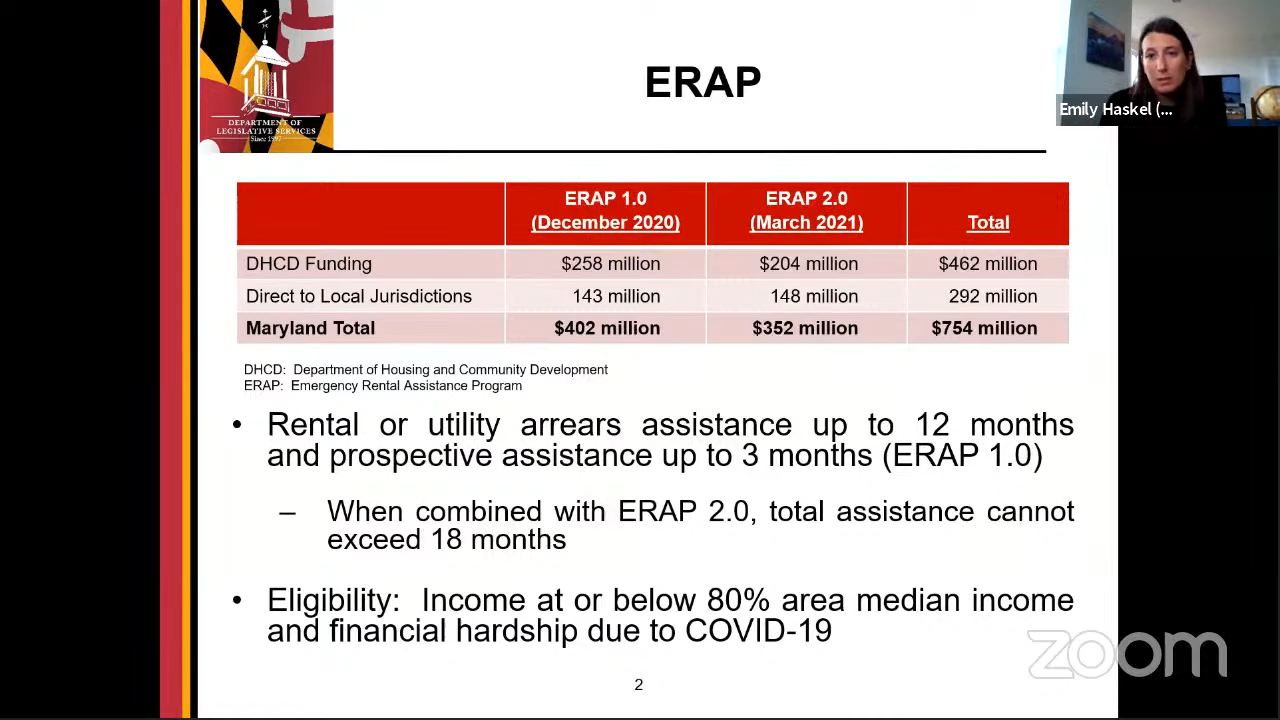 DEPARTMENT OF
LEGISLATIVE SERVICES
Since 1997
ERAP
Emily Haskel (...
ERAP 1.0 ERAP 2.0
(December 2020) (March 2021) Total
DHCD Funding $258 million $204 million $462 million
Direct to Local Jurisdictions 143 million 148 million 292 million
Maryland Total $402 million $352 million $754 million
DHCD: Department of Housing and Community Development
ERAP: Emergency Rental Assistance Program
• Rental or utility arrears assistance up to 12 months
and prospective assistance up to 3 months (ERAP 1.0)
– When combined with ERAP 2.0, total assistance cannot
exceed 18 months
• Eligibility: Income at or below 80% area median income
and financial hardship due to COVID-19
zoom
2